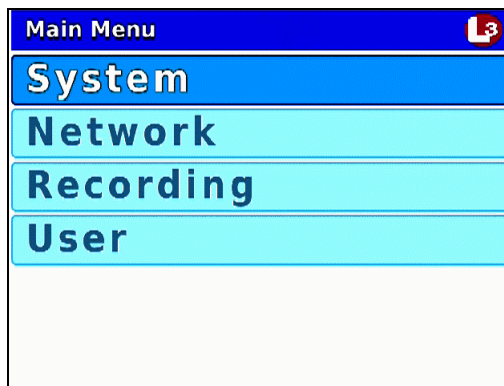 Main Menu
L3
System
Network
Recording
User